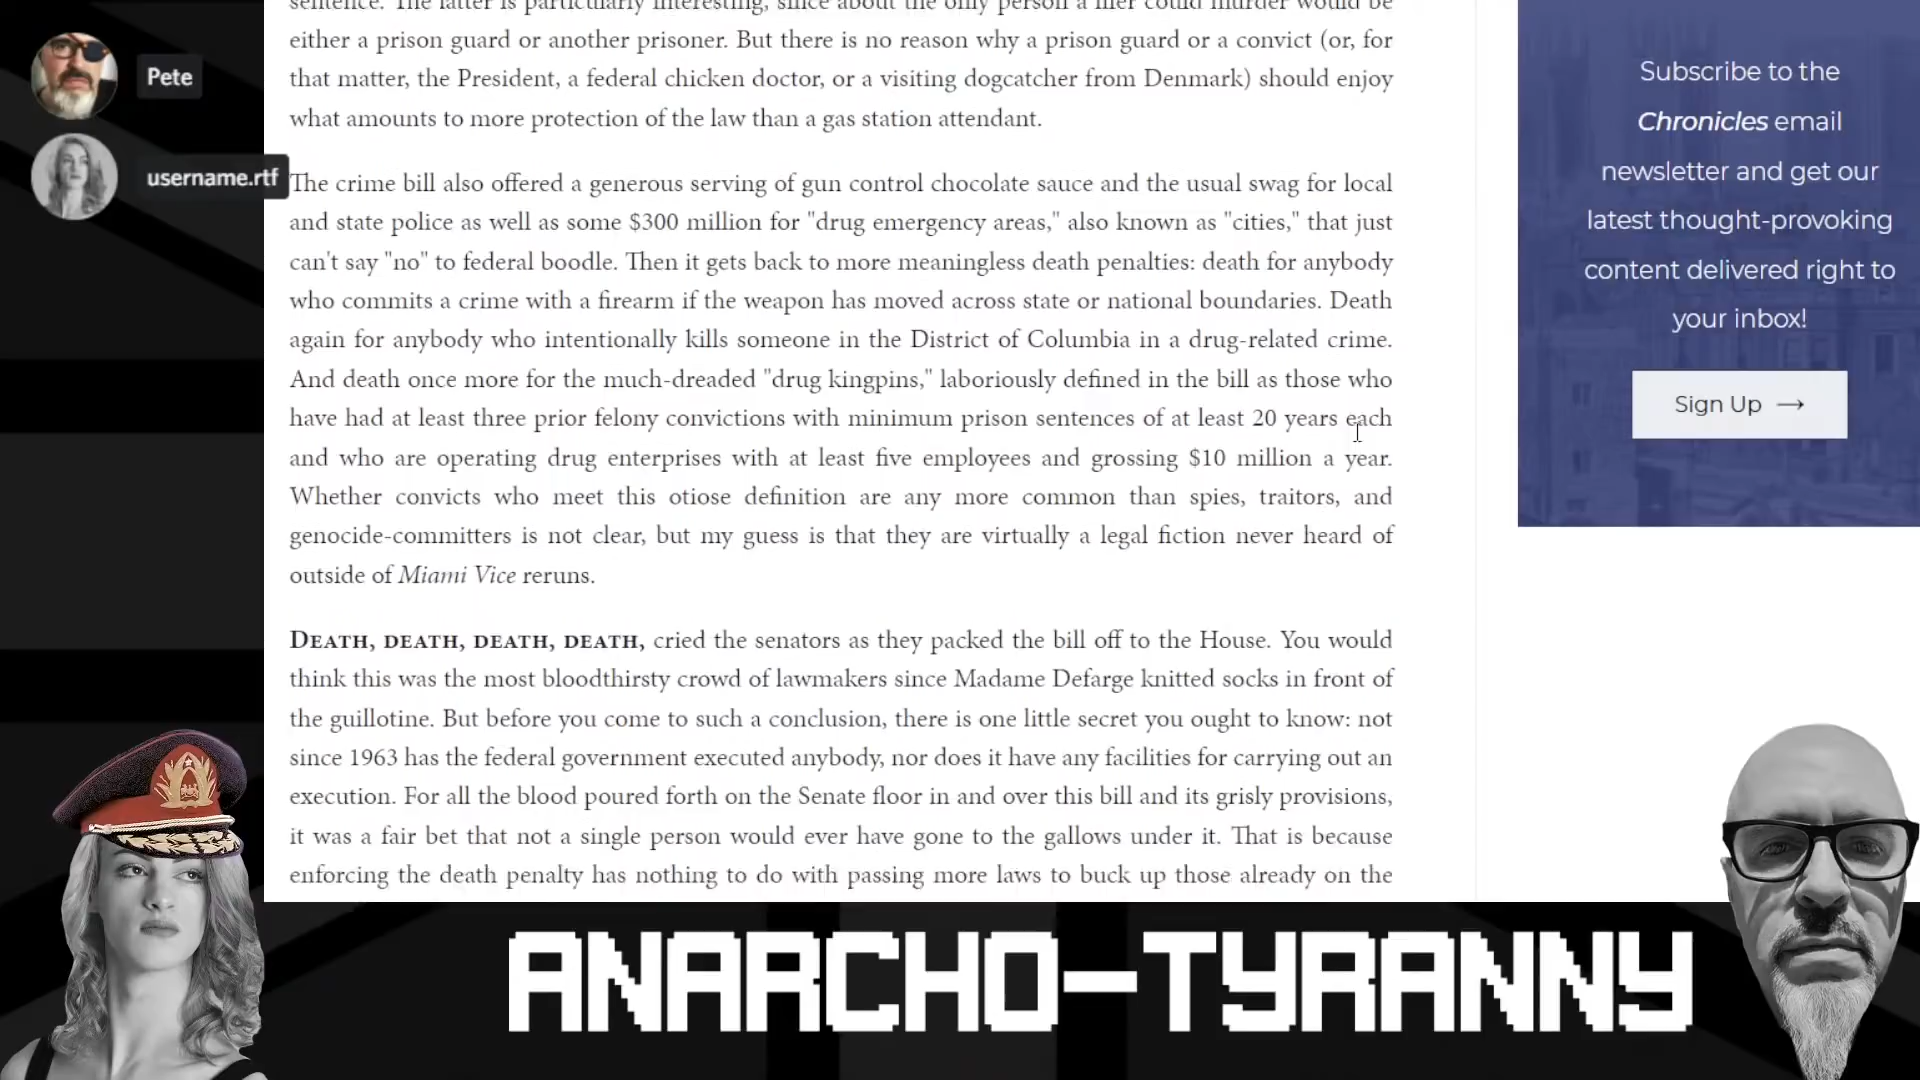 sentence. The latter is particularly interesting, since about the only person a lifer could murder would be
either a prison guard or another prisoner. But there is no reason why a prison guard or a convict (or, for
that matter, the President, a federal chicken doctor, or a visiting dogcatcher from Denmark) should enjoy
what amounts to more protection of the law than a gas station attendant.
Pete
username.rtf
The crime bill also offered a generous serving of gun control chocolate sauce and the usual swag for local
and state police as well as some $300 million for "drug emergency areas," also known as "cities," that just
can't say "no" to federal boodle. Then it gets back to more meaningless death penalties: death for anybody
who commits a crime with a firearm if the weapon has moved across state or national boundaries. Death
again for anybody who intentionally kills someone in the District of Columbia in a drug-related crime.
And death once more for the much-dreaded "drug kingpins," laboriously defined in the bill as those who
have had at least three prior felony convictions with minimum prison sentences of at least 20 years each
and who are operating drug enterprises with at least five employees and grossing $10 million a year.
Whether convicts who meet this otiose definition are any more common than spies, traitors, and
genocide-committers is not clear, but my guess is that they are virtually a legal fiction never heard of
outside of Miami Vice reruns.
DEATH, DEATH, DEATH, DEATH, cried the senators as they packed the bill off to the House. You would
think this was the most bloodthirsty crowd of lawmakers since Madame Defarge knitted socks in front of
the guillotine. But before you come to such a conclusion, there is one little secret you ought to know: not
since 1963 has the federal government executed anybody, nor does it have any facilities for carrying out an
execution. For all the blood poured forth on the Senate floor in and over this bill and its grisly provisions,
it was a fair bet that not a single person would ever have gone to the gallows under it. That is because
enforcing the death penalty has nothing to do with passing more laws to buck up those already on the
Subscribe to the
Chronicles email
newsletter and get our
latest thought-provoking
content delivered right to
your inbox!
Sign Up →
ANARCHO-TYRANNY